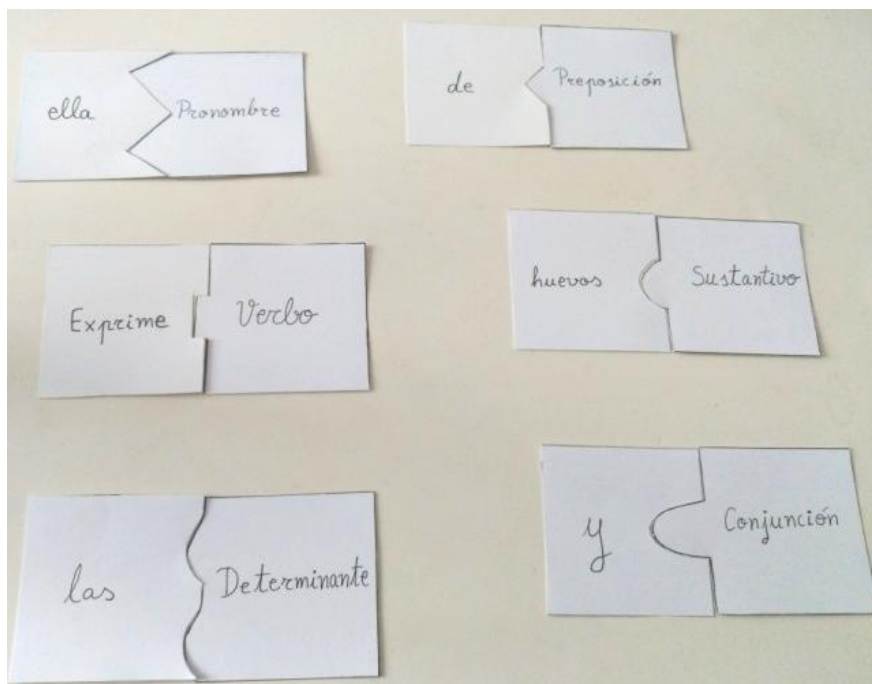 ella Pronombre
de Preposición
Exprime Verbo
huevos Sustantivo
las Determinante
y Conjunción